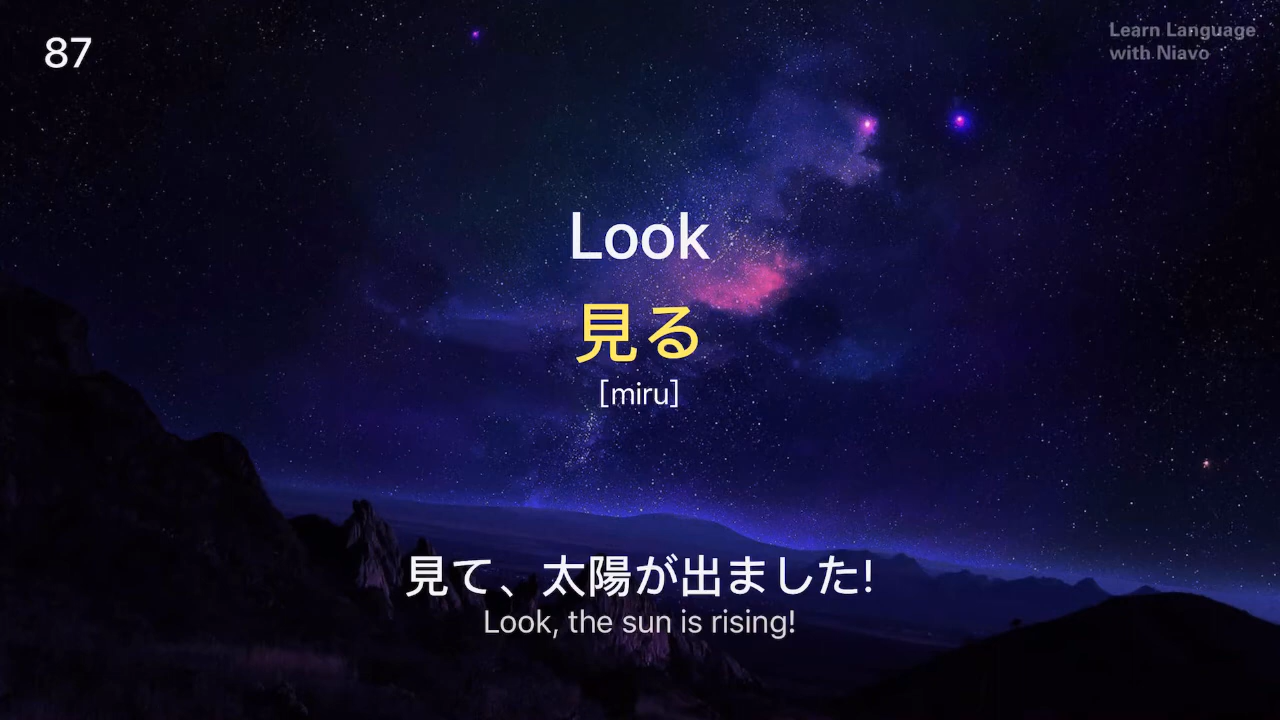 87
Learn Language
with Niavo
Look
見る
[miru]
見て、太陽が出ました!
Look, the sun is rising!